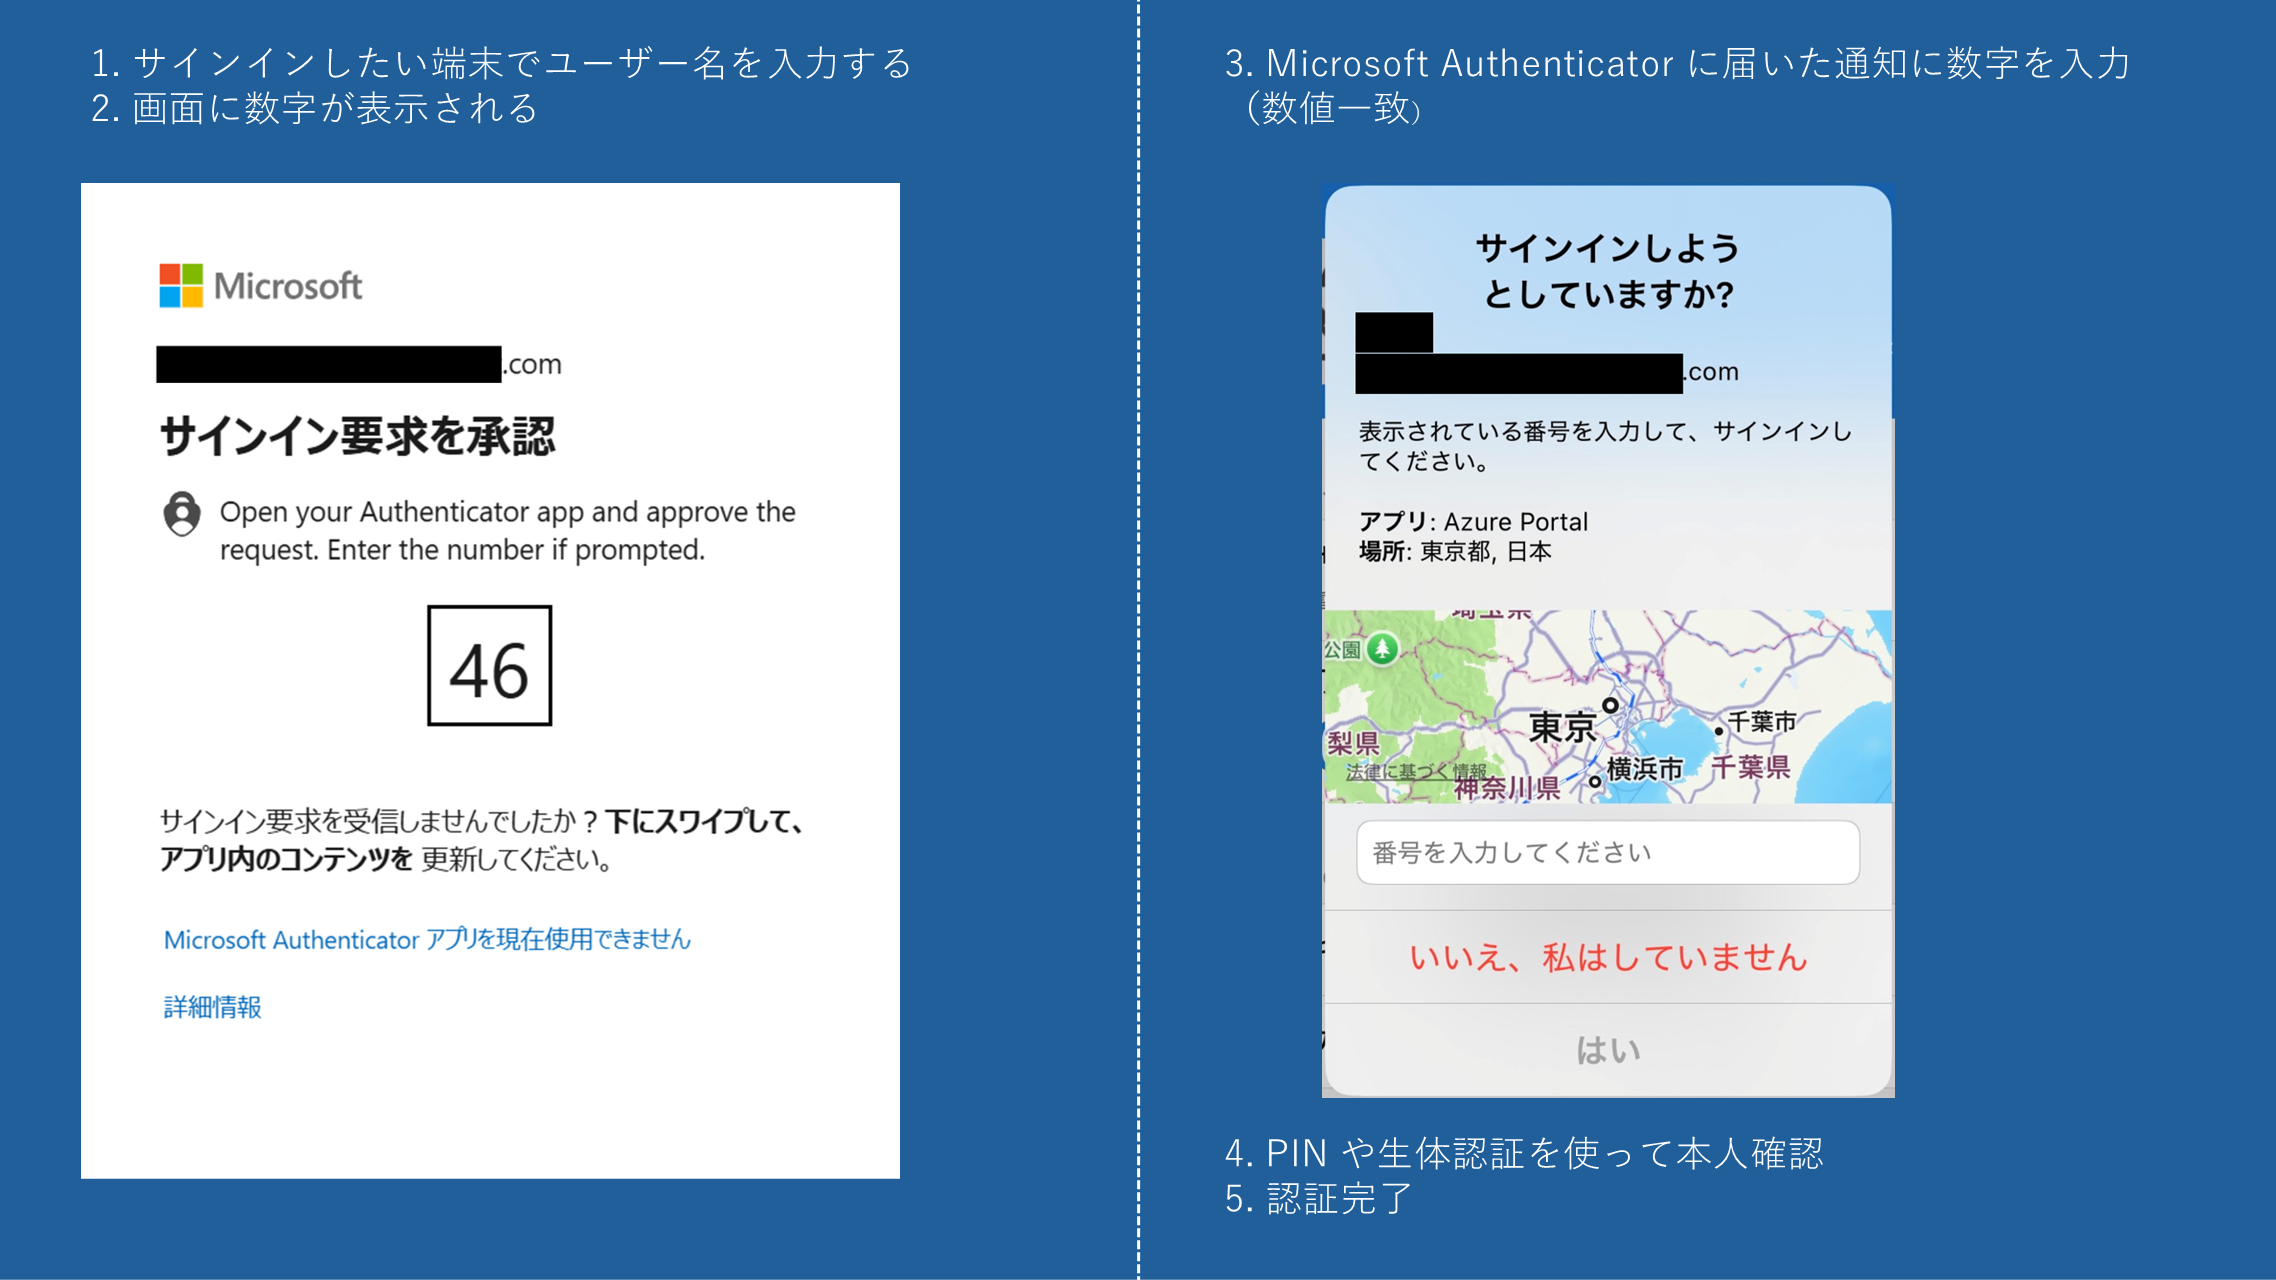 1. サインインしたい端末でユーザー名を入力する
2. 画面に数字が表示される
Microsoft
.com
サインイン要求を承認
Open your Authenticator app and approve the
request. Enter the number if prompted.
46
サインイン要求を受信しませんでしたか？下にスワイプして、
アプリ内のコンテンツを 更新してください。
Microsoft Authenticator アプリを現在使用できません
詳細情報
3. Microsoft Authenticator に届いた通知に数字を入力
（数値一致）
サインインしよう
としていますか?
.com
表示されている番号を入力して、サインインし
てください。
アプリ: Azure Portal
場所: 東京都, 日本
埼玉県
公園
東京
千葉市
梨県
横浜市
千葉県
法律に基づく情報
神奈川県
番号を入力してください
いいえ、私はしていません
はい
4. PIN や生体認証を使って本人確認
5. 認証完了